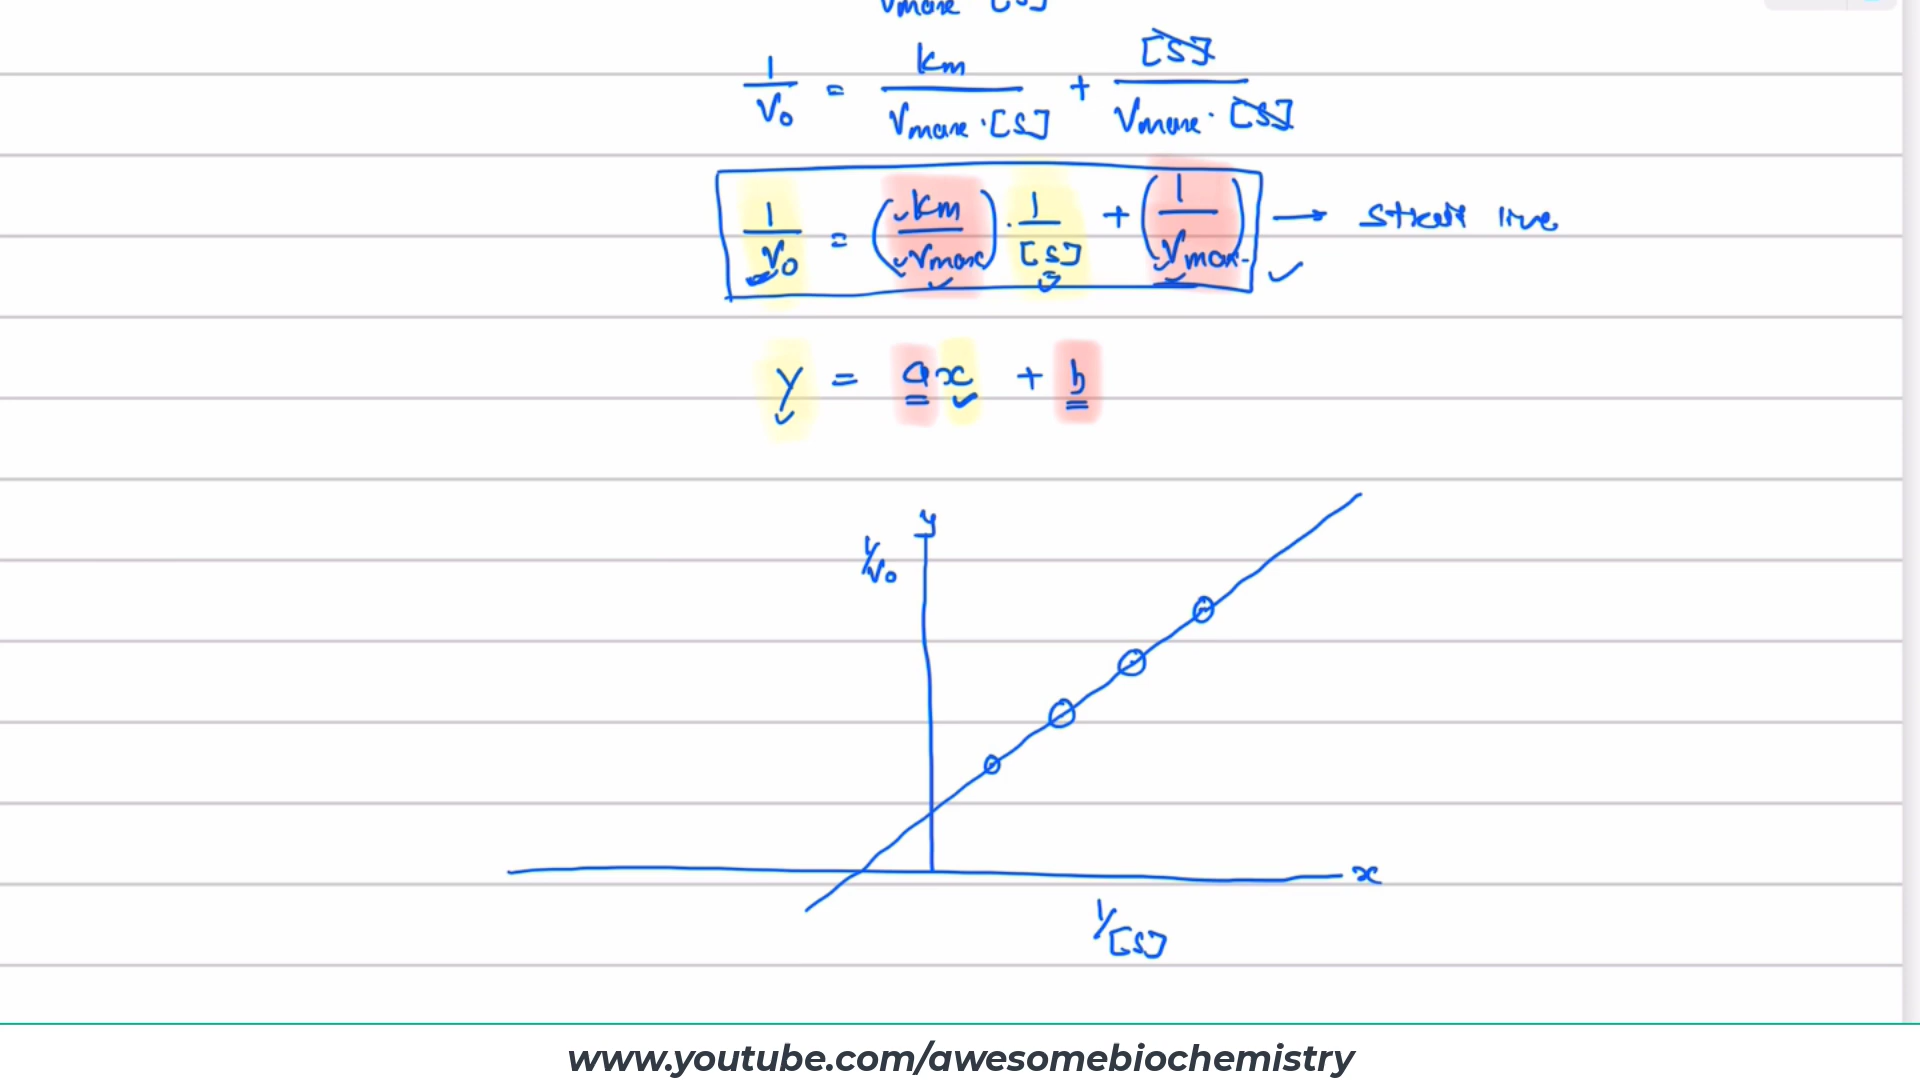 Vmax [S]
1/V₀ = Km/Vmax·[S] + [S]/Vmax·[S]
1/V₀ = (Km/Vmax)·1/[S] + (1/Vmax) → line
y = ax + b
y
1/V₀
x
1/[S]
www.youtube.com/awesomebiochemistry